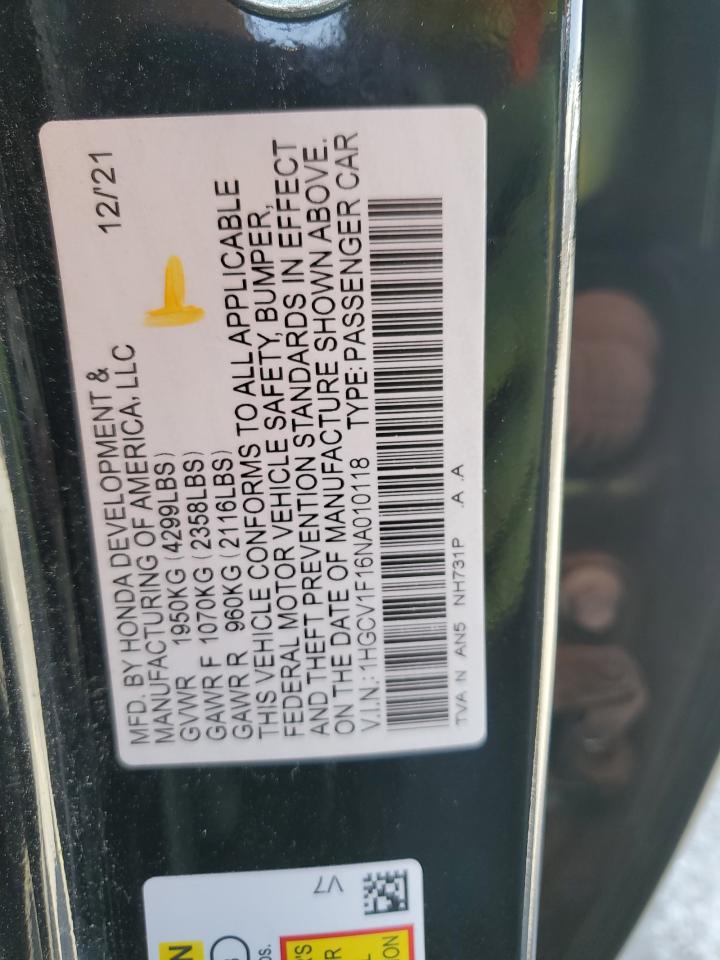 MFD. BY HONDA DEVELOPMENT & 12/'21
MANUFACTURING OF AMERICA, LLC
GVWR 1950KG (4299LBS)
GAWR F 1070KG (2358LBS)
GAWR R 960KG (2116LBS)
THIS VEHICLE CONFORMS TO ALL APPLICABLE
FEDERAL MOTOR VEHICLE SAFETY, BUMPER,
AND THEFT PREVENTION STANDARDS IN EFFECT
ON THE DATE OF MANUFACTURE SHOWN ABOVE.
V.I.N.: 1HGCV1F16NA010118 TYPE:PASSENGER CAR
TVA N AN5 NH731P .A .A
V7